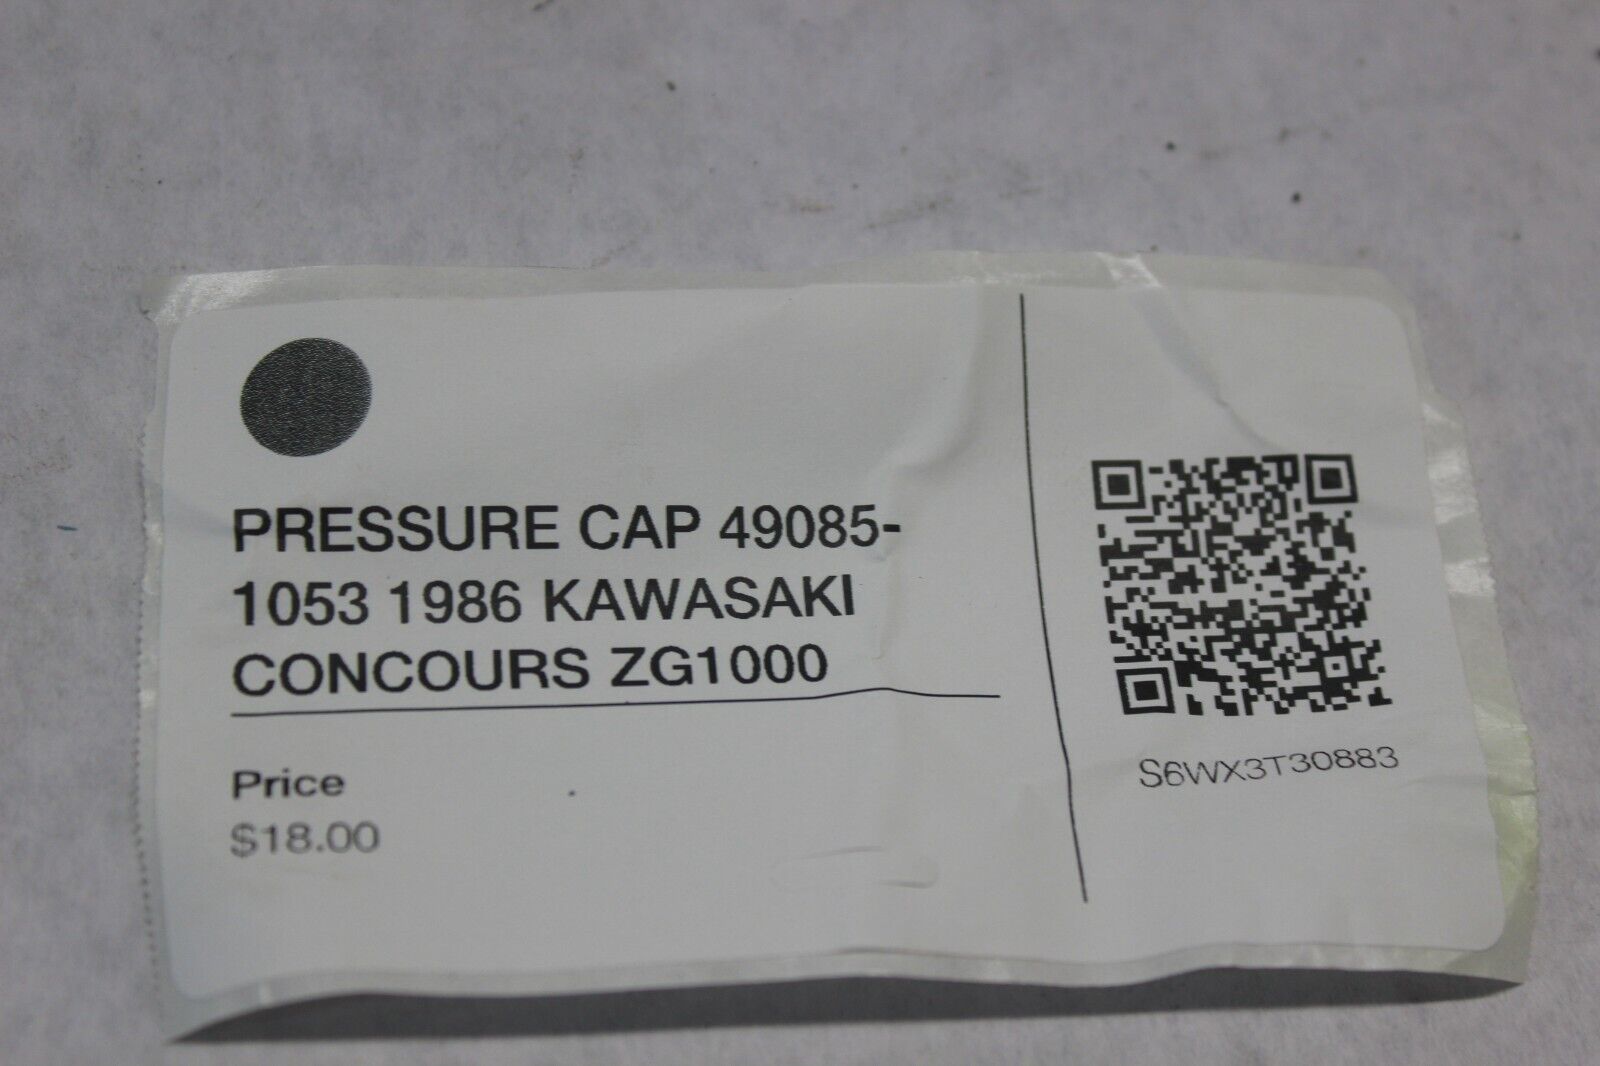 PRESSURE CAP 49085-
1053 1986 KAWASAKI
CONCOURS ZG1000
Price
$18.00
S6WX3T30883